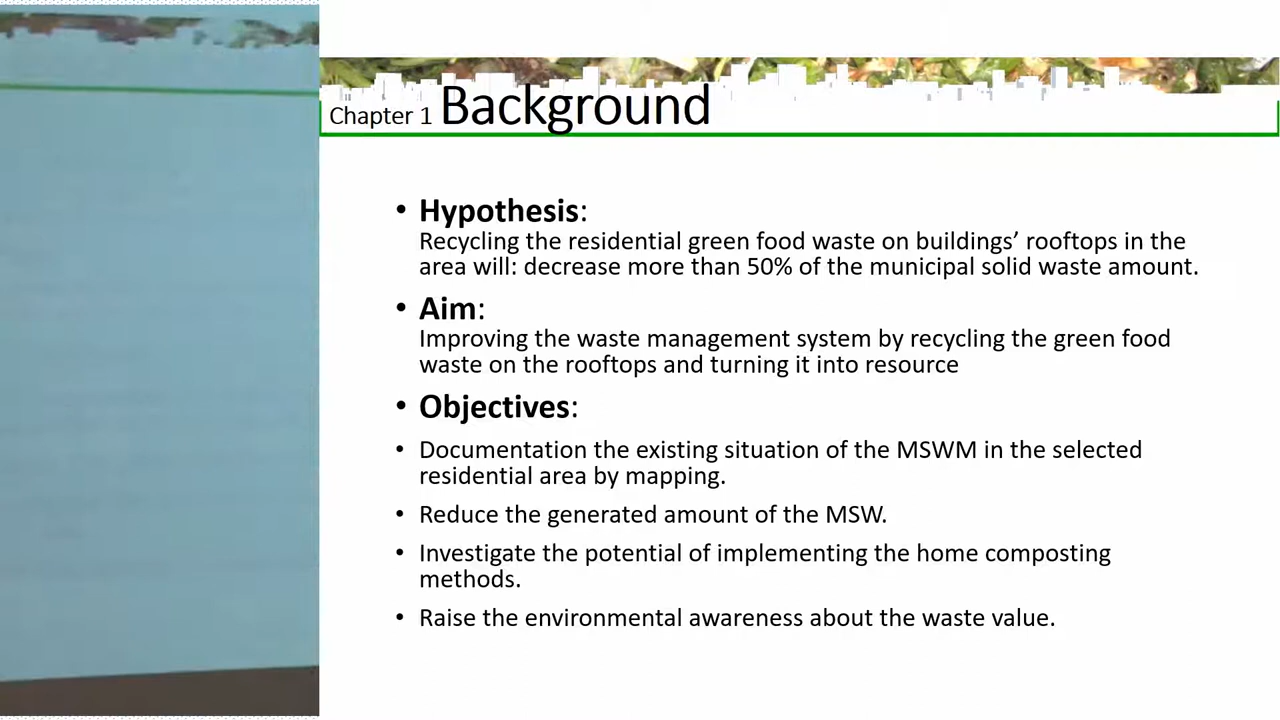 Chapter 1 Background
• Hypothesis:
Recycling the residential green food waste on buildings’ rooftops in the
area will: decrease more than 50% of the municipal solid waste amount.
• Aim:
Improving the waste management system by recycling the green food
waste on the rooftops and turning it into resource
• Objectives:
• Documentation the existing situation of the MSWM in the selected
residential area by mapping.
• Reduce the generated amount of the MSW.
• Investigate the potential of implementing the home composting
methods.
• Raise the environmental awareness about the waste value.